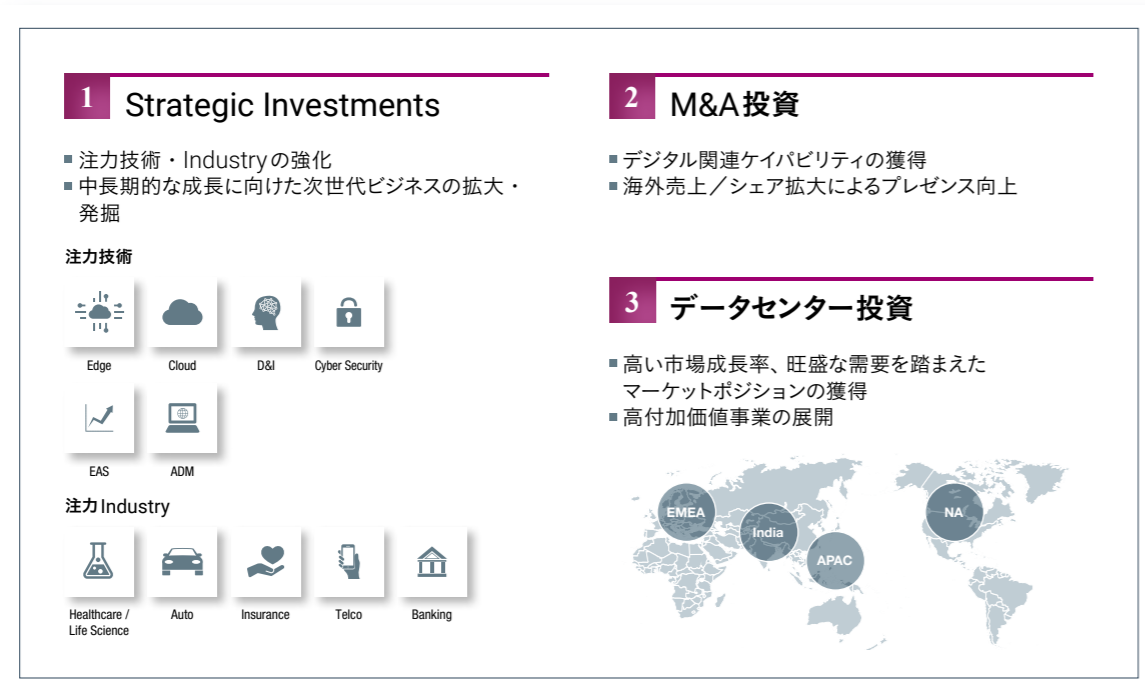 1 Strategic Investments
■ 注力技術・Industryの強化
■ 中長期的な成長に向けた次世代ビジネスの拡大・
発掘
注力技術
Edge
Cloud
D&I
Cyber Security
EAS
ADM
注力Industry
Healthcare /
Life Science
Auto
Insurance
Telco
Banking
2 M&A投資
■ デジタル関連ケイパビリティの獲得
■ 海外売上／シェア拡大によるプレゼンス向上
3 データセンター投資
■ 高い市場成長率、旺盛な需要を踏まえた
マーケットポジションの獲得
■ 高付加価値事業の展開
EMEA
India
APAC
NA